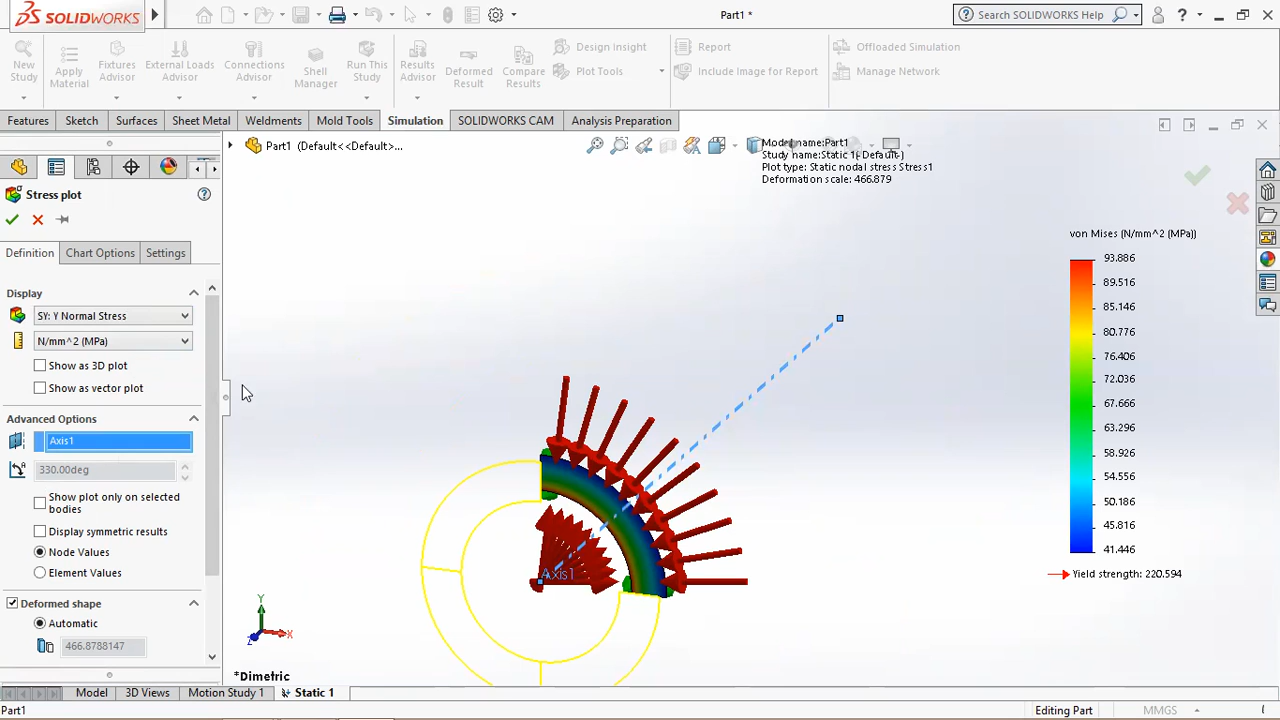 SOLIDWORKS
Part1 *
Search SOLIDWORKS Help
?
New Study
Apply Material
Fixtures Advisor
External Loads Advisor
Connections Advisor
Shell Manager
Run This Study
Results Advisor
Deformed Result
Compare Results
Design Insight
Plot Tools
Report
Include Image for Report
Offloaded Simulation
Manage Network
Features
Sketch
Surfaces
Sheet Metal
Weldments
Mold Tools
Simulation
SOLIDWORKS CAM
Analysis Preparation
Part1 (Default<<Default>...
Model name:Part1
Study name:Static 1(-Default-)
Plot type: Static nodal stress Stress1
Deformation scale: 466.879
Stress plot
?
Definition
Chart Options
Settings
Display
SY: Y Normal Stress
N/mm^2 (MPa)
Show as 3D plot
Show as vector plot
Advanced Options
Axis1
330.00deg
Show plot only on selected
bodies
Display symmetric results
Node Values
Element Values
Deformed shape
Automatic
466.8788147
von Mises (N/mm^2 (MPa))
93.886
89.516
85.146
80.776
76.406
72.036
67.666
63.296
58.926
54.556
50.186
45.816
41.446
Yield strength: 220.594
Axis1
Y
X
Z
*Dimetric
Model
3D Views
Motion Study 1
Static 1
Part1
Editing Part
MMGS